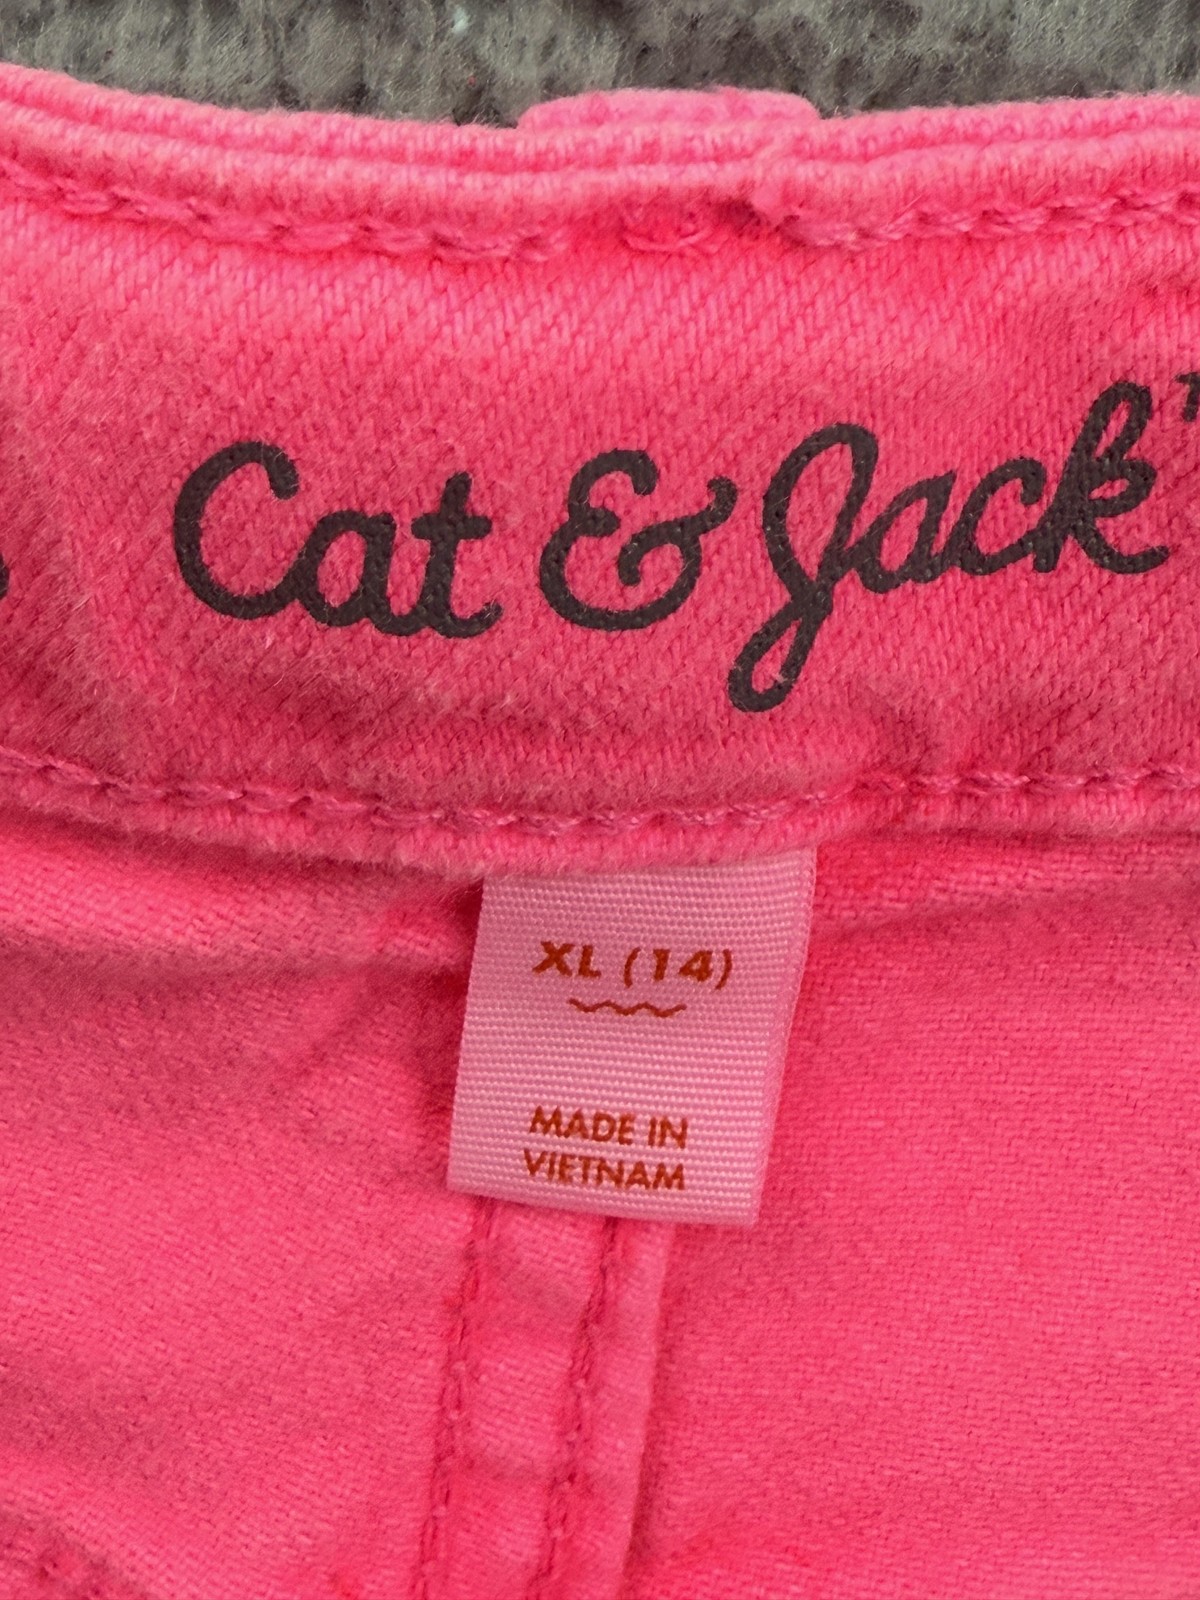 Cat & Jack
XL (14)
MADE IN
VIETNAM